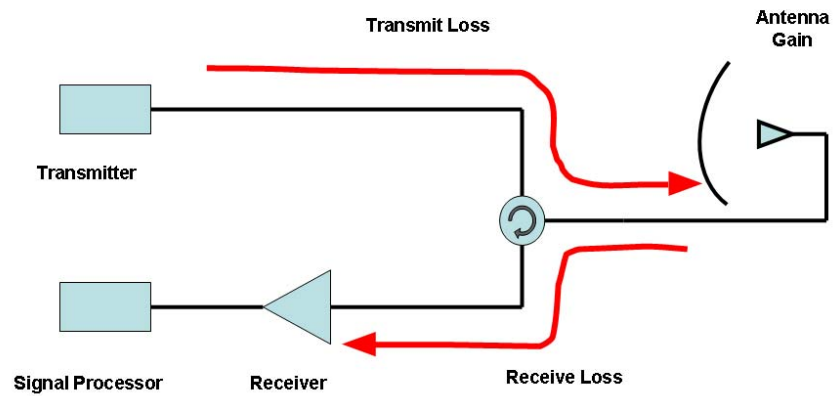 Transmit Loss
Antenna
Gain
Transmitter
Signal Processor
Receiver
Receive Loss